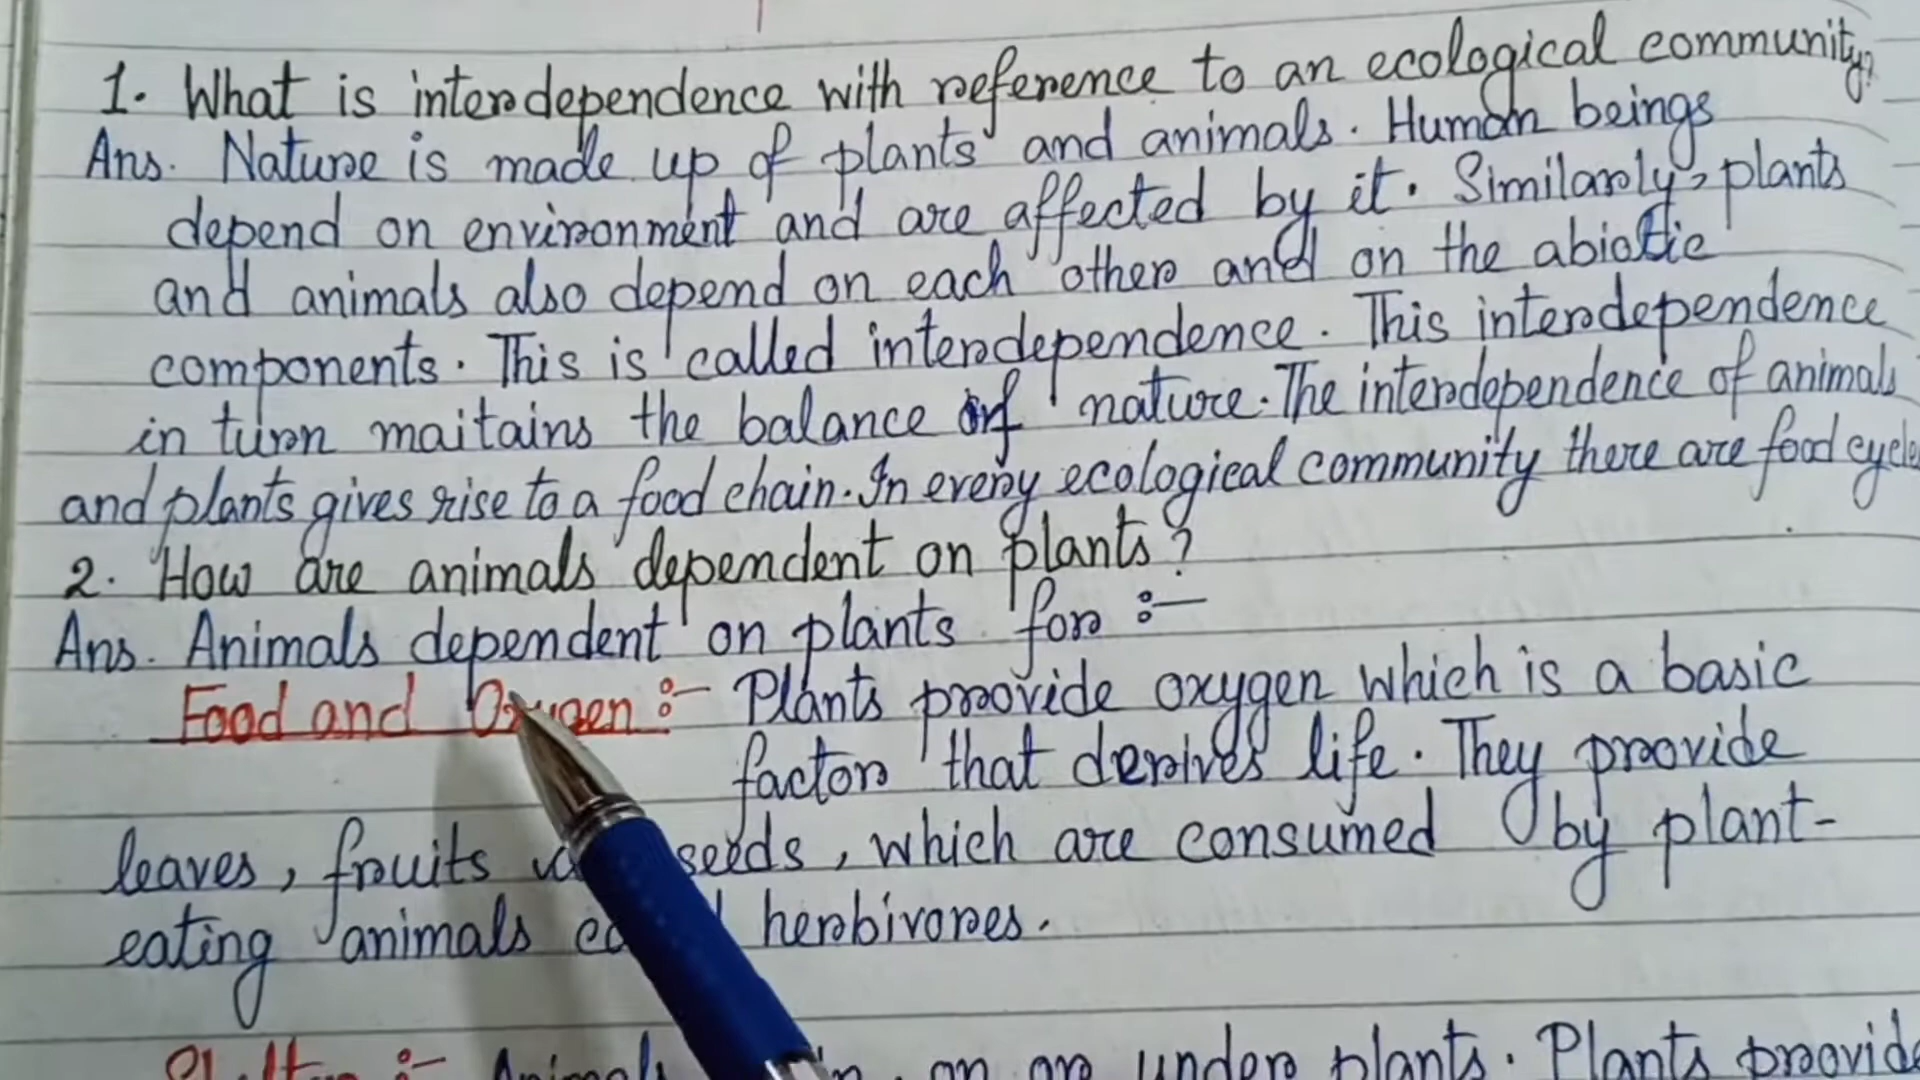 1. What is interdependence with reference to an ecological community?
Ans. Nature is made up of plants and animals. Human beings
depend on environment and are affected by it. Similarly, plants
and animals also depend on each other and on the abiotic
components. This is called interdependence. This interdependence
in turn maitains the balance of nature. The interdependence of animals
and plants gives rise to a food chain. In every ecological community there are food cycle
2. How are animals dependent on plants?
Ans. Animals dependent on plants for :-
Food and Oxygen :- Plants provide oxygen which is a basic
factor that derives life. They provide
leaves, fruits seeds, which are consumed by plant-
eating animals herbivores.
:- Animals on or under plants. Plants provide